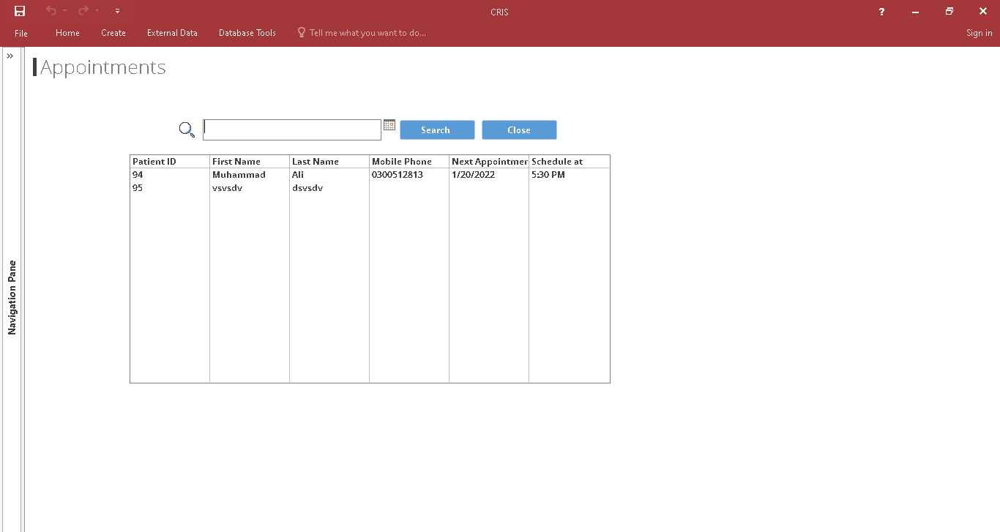 CRIS
?
File Home Create External Data Database Tools Tell me what you want to do... Sign in
»
Appointments
Search Close
Patient ID First Name Last Name Mobile Phone Next Appointmer Schedule at
94 Muhammad Ali 0300512813 1/20/2022 5:30 PM
95 vsvsdv dsvsdv
Navigation Pane